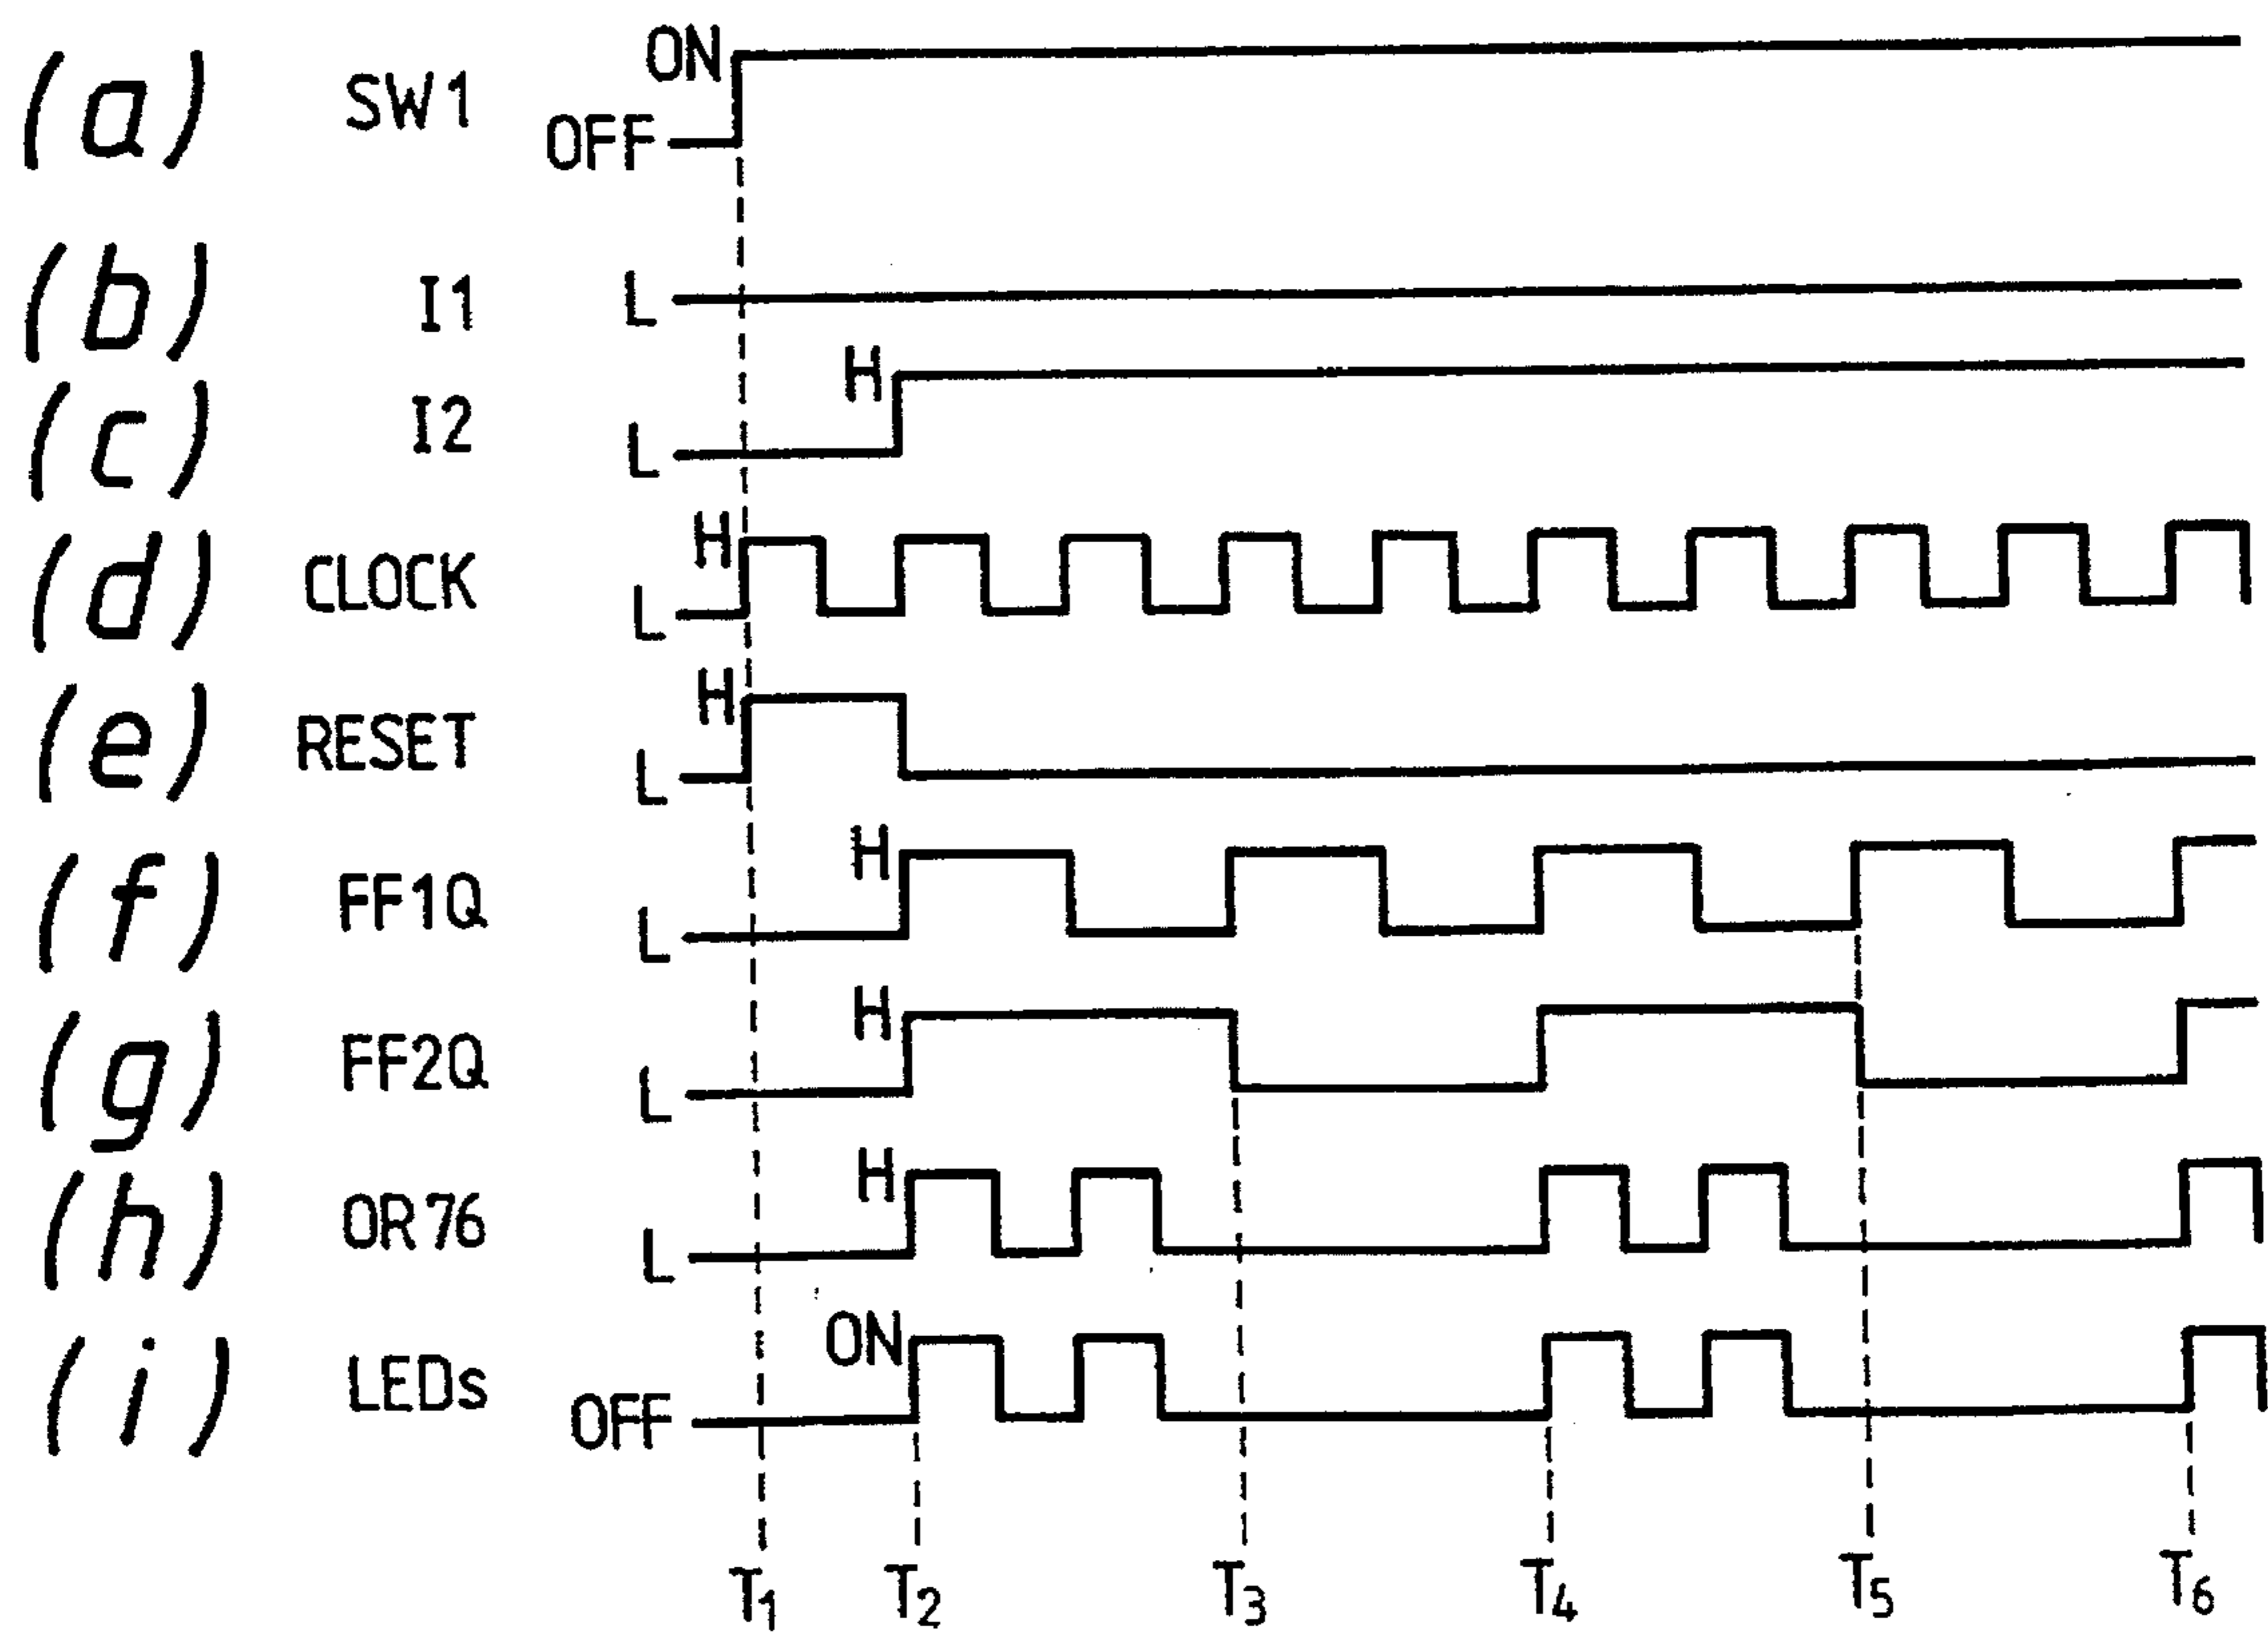 (a) SW1 ON
OFF
(b) I1 L
(c) I2 H
L
(d) CLOCK H
L
(e) RESET H
L
(f) FF1Q H
L
(g) FF2Q H
L
(h) OR76 H
L
(i) LEDs ON
OFF
T1 T2 T3 T4 T5 T6